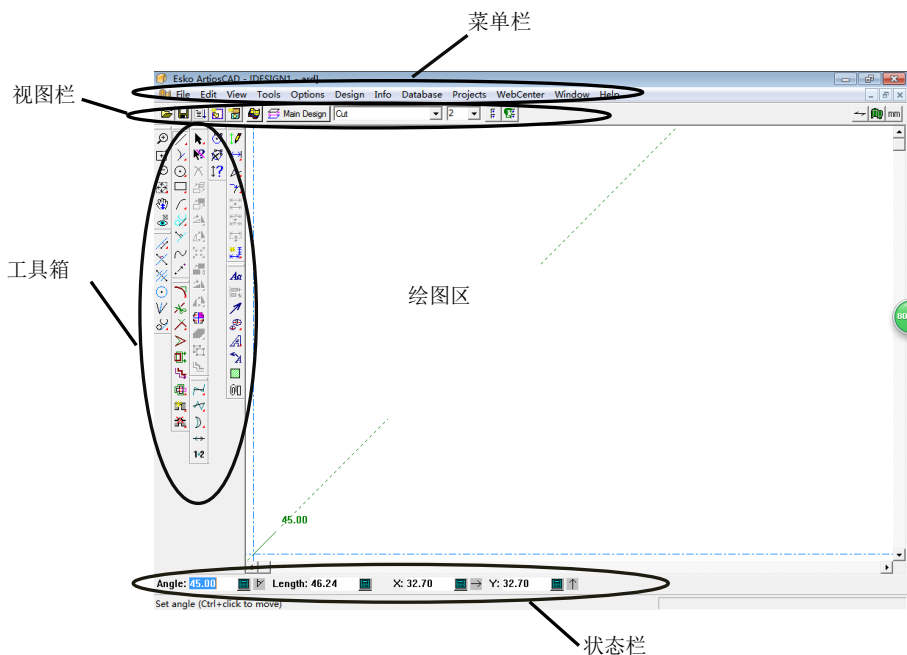 菜单栏
Esko ArtiosCAD - [DESIGN1 - ard]
视图栏
File Edit View Tools Options Design Info Database Projects WebCenter Window Help
Main Design Cut 2 mm
工具箱
绘图区
Aα
80
1·2
45.00
Angle: 45.00 Length: 46.24 X: 32.70 Y: 32.70
Set angle (Ctrl+click to move)
状态栏